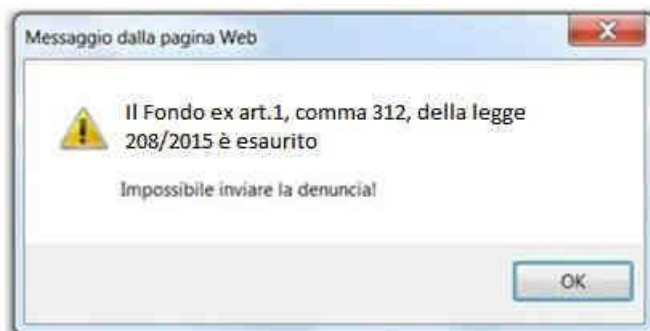 Messaggio dalla pagina Web
Il Fondo ex art.1, comma 312, della legge
208/2015 è esaurito
Impossibile inviare la denuncia!
OK